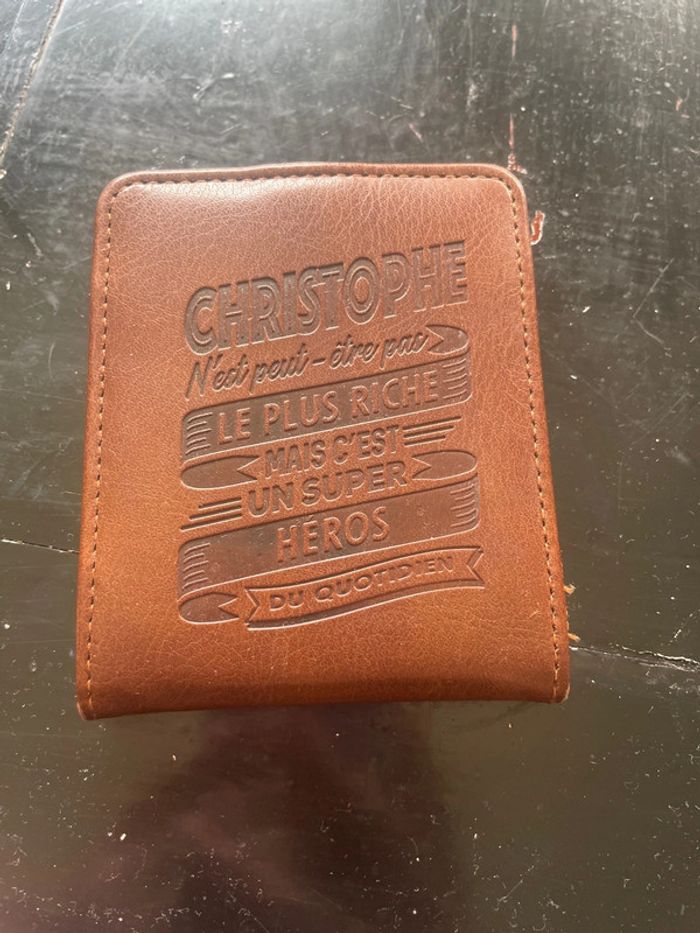 CHRISTOPHE
N'est peut-être pas
LE PLUS RICHE
MAIS C'EST
UN SUPER
HÉROS
DU QUOTIDIEN